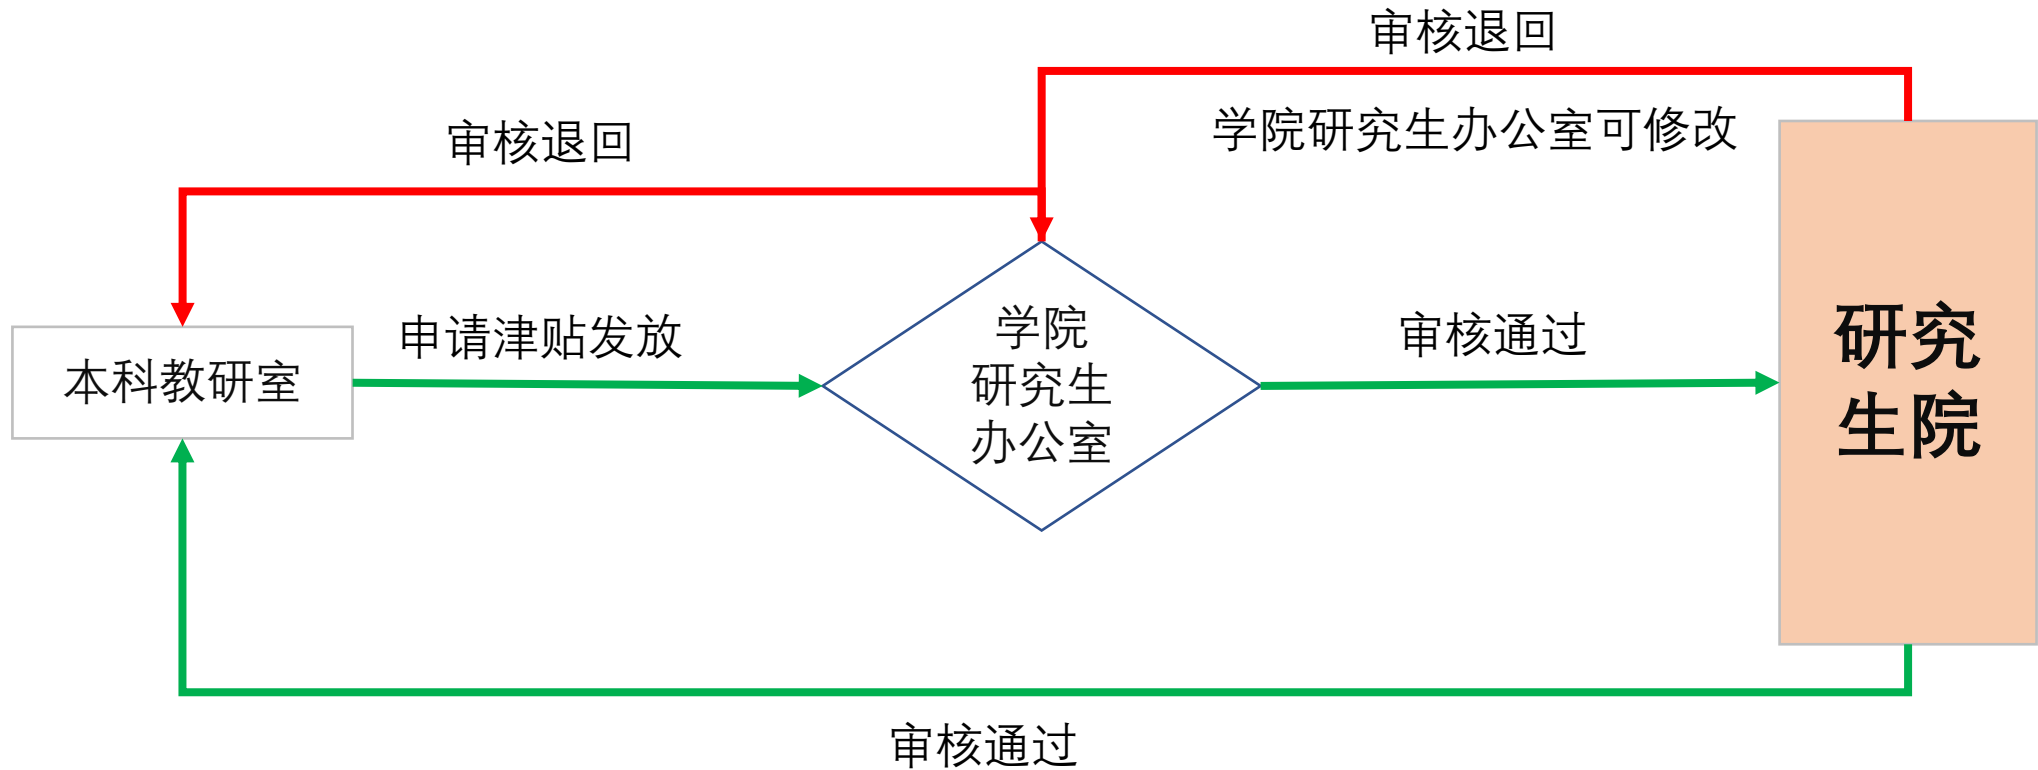 审核退回
学院研究生办公室可修改
审核退回
申请津贴发放
审核通过
本科教研室
学院
研究生
办公室
研究
生院
审核通过